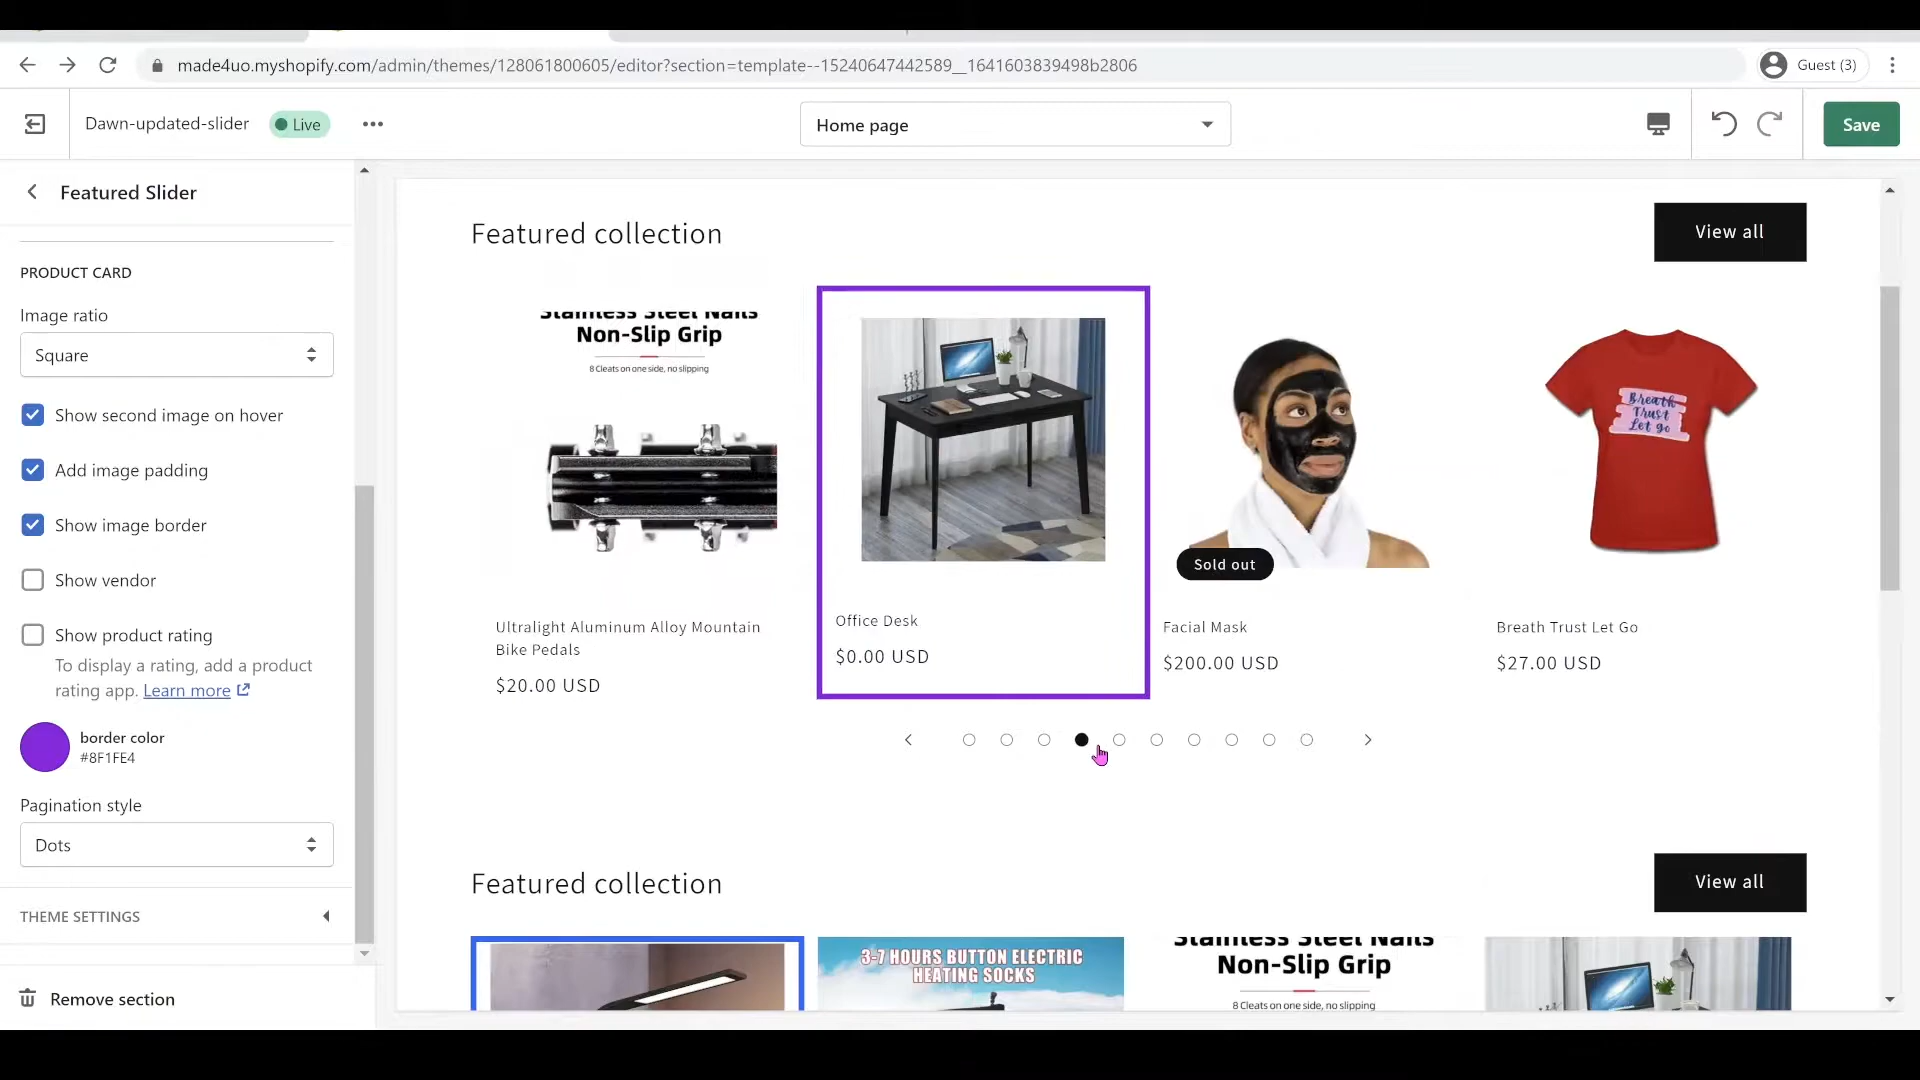 made4uo.myshopify.com/admin/themes/128061800605/editor?section=template--15240647442589__1641603839498b2806
Guest (3)
Dawn-updated-slider
Live
Home page
Save
Featured Slider
PRODUCT CARD
Image ratio
Square
Show second image on hover
Add image padding
Show image border
Show vendor
Show product rating
To display a rating, add a product
rating app. Learn more
border color
#8F1FE4
Pagination style
Dots
THEME SETTINGS
Remove section
Featured collection
View all
Stainless Steel Nails
Non-Slip Grip
8 Cleats on one side, no slipping
Ultralight Aluminum Alloy Mountain
Bike Pedals
$20.00 USD
Office Desk
$0.00 USD
Sold out
Facial Mask
$200.00 USD
Breath
Trust
Let go
Breath Trust Let Go
$27.00 USD
Featured collection
View all
3-7 HOURS BUTTON ELECTRIC
HEATING SOCKS
Stainless Steel Nails
Non-Slip Grip
8 Cleats on one side, no slipping